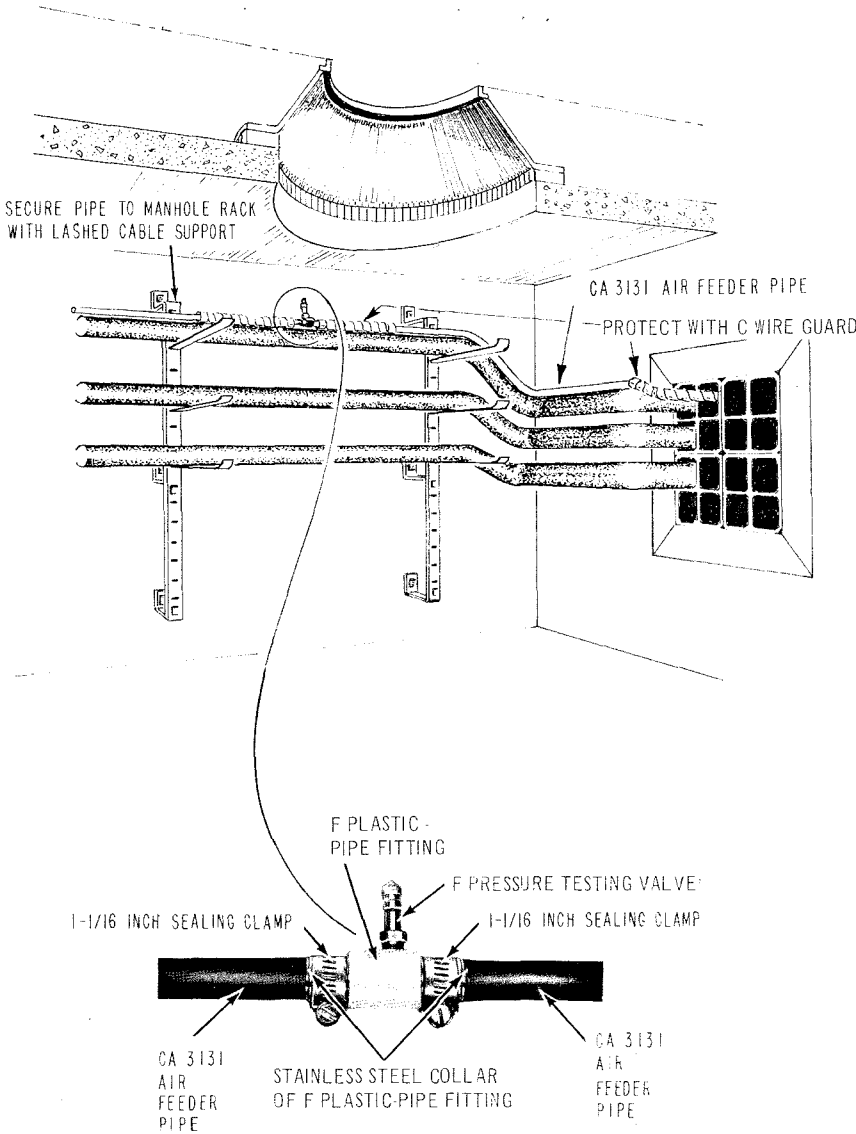 SECURE PIPE TO MANHOLE RACK
WITH LASHED CABLE SUPPORT
CA 3131 AIR FEEDER PIPE
PROTECT WITH C WIRE GUARD
F PLASTIC-
PIPE FITTING
F PRESSURE TESTING VALVE
1-1/16 INCH SEALING CLAMP
1-1/16 INCH SEALING CLAMP
CA 3131
AIR
FEEDER
PIPE
STAINLESS STEEL COLLAR
OF F PLASTIC-PIPE FITTING
CA 3131
AIR
FEEDER
PIPE